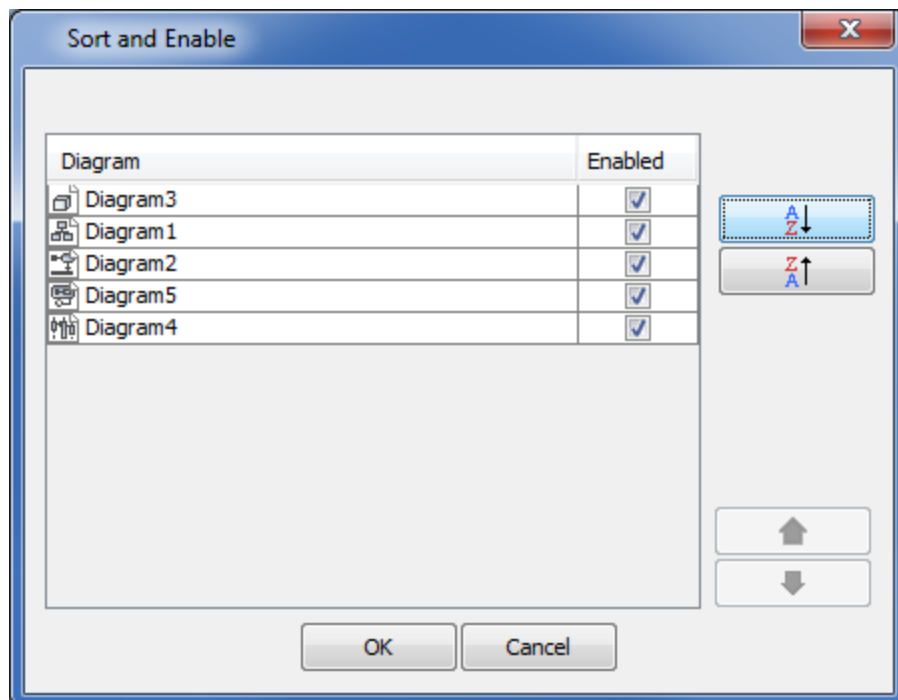 Sort and Enable
Diagram Enabled
Diagram3
Diagram1
Diagram2
Diagram5
Diagram4
A
Z
Z
A
OK Cancel